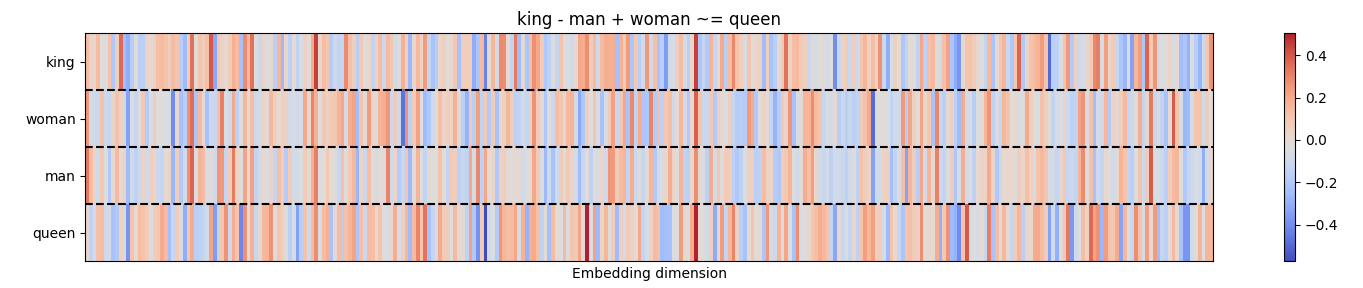 king - man + woman ~= queen
king
woman
man
queen
Embedding dimension
0.4
0.2
0.0
−0.2
−0.4